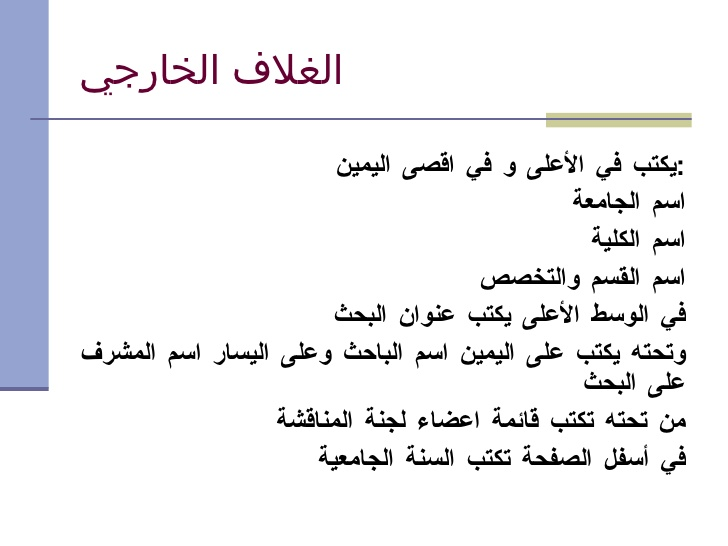 الغلاف الخارجي
يكتب في الأعلى و في اقصى اليمين:
اسم الجامعة
اسم الكلية
اسم القسم والتخصص
في الوسط الأعلى يكتب عنوان البحث
وتحته يكتب على اليمين اسم الباحث وعلى اليسار اسم المشرف
على البحث
من تحته تكتب قائمة اعضاء لجنة المناقشة
في أسفل الصفحة تكتب السنة الجامعية